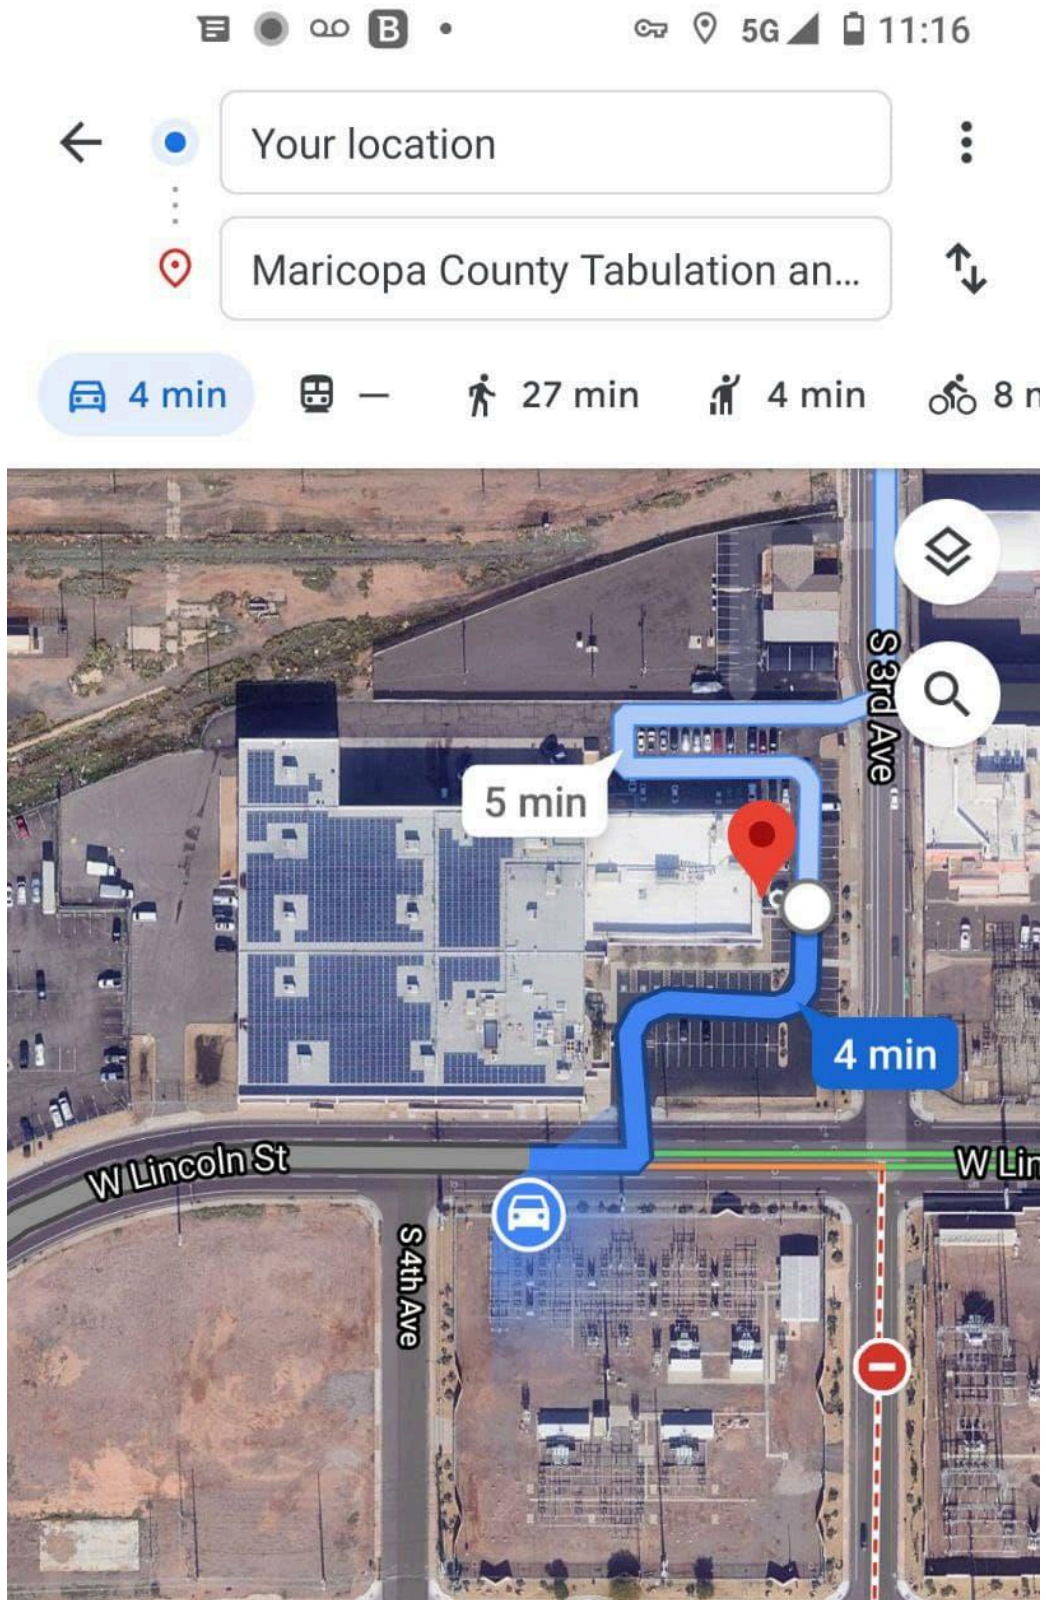 B 5G 11:16
Your location
Maricopa County Tabulation an...
4 min — 27 min 4 min 8 m
S 3rd Ave
5 min
4 min
W Lincoln St
W Lin
S 4th Ave